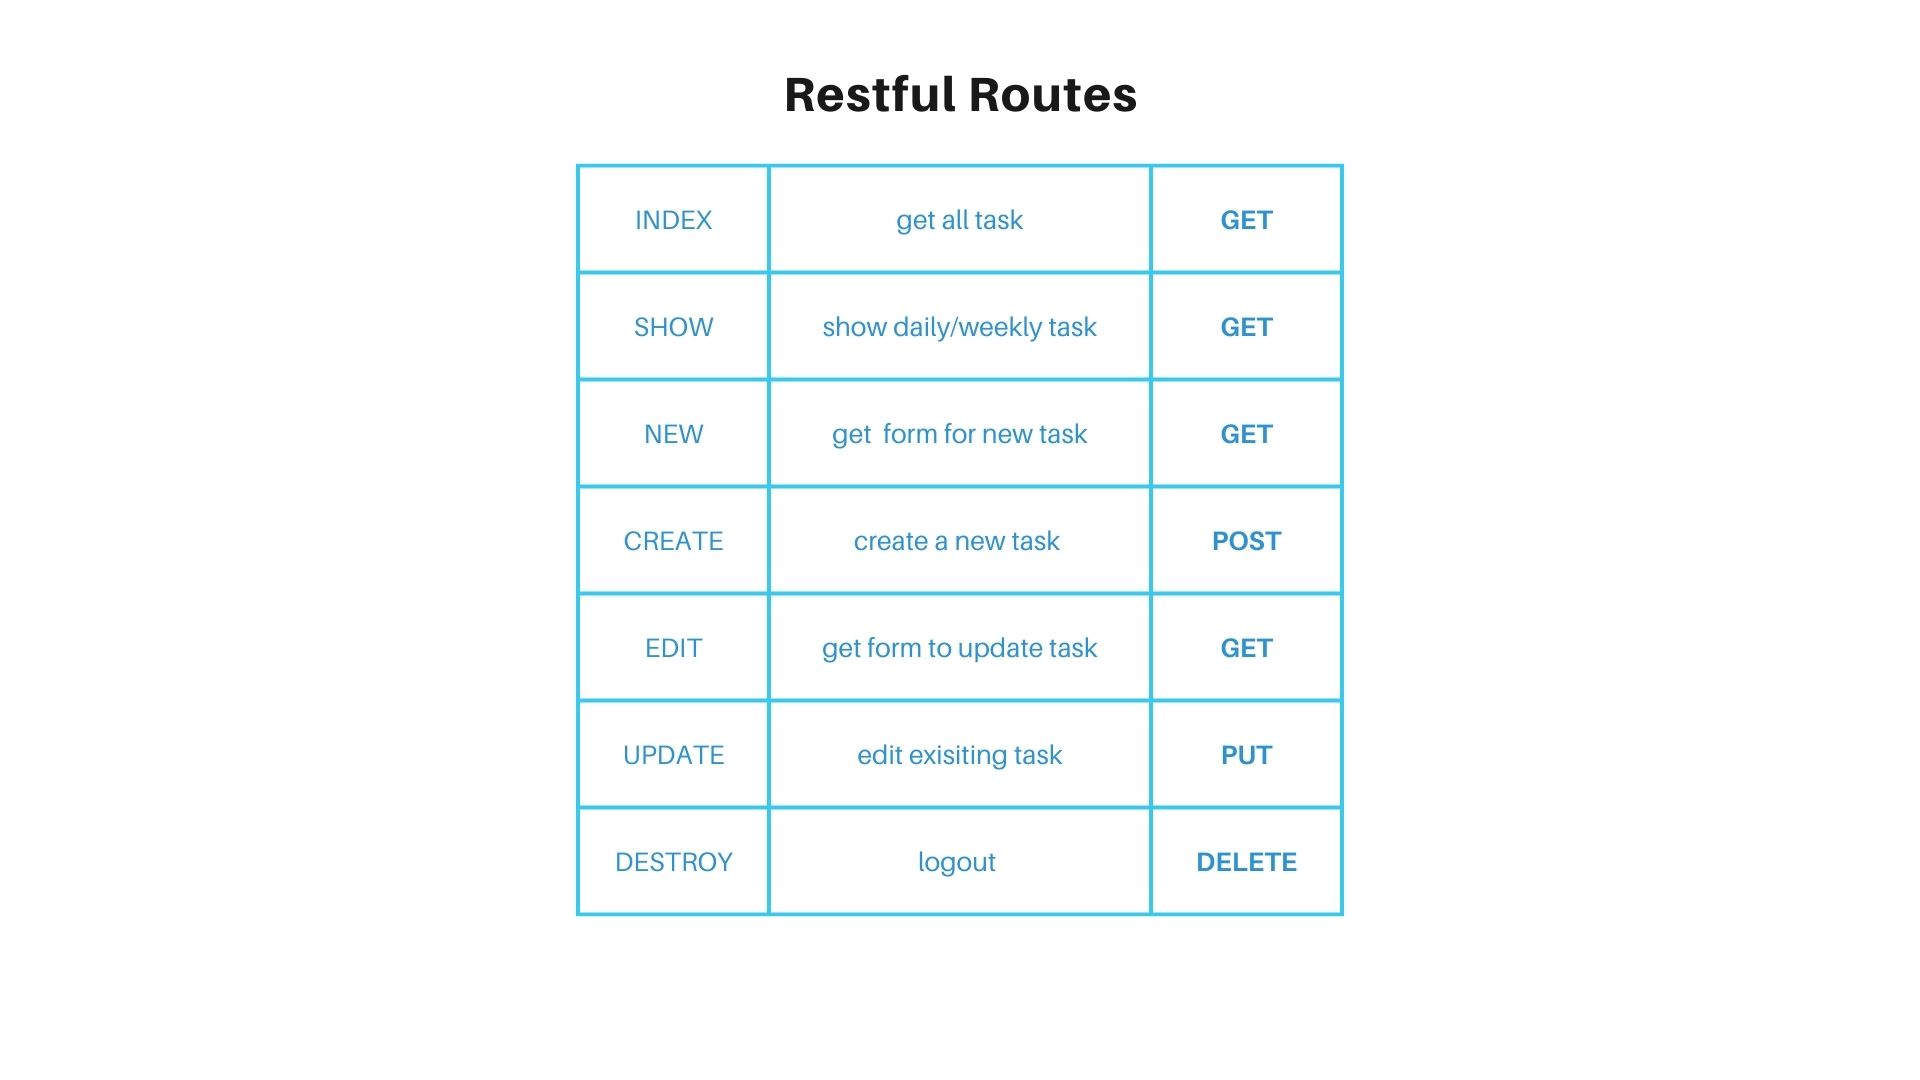 Restful Routes
INDEX get all task GET
SHOW show daily/weekly task GET
NEW get  form for new task GET
CREATE create a new task POST
EDIT get form to update task GET
UPDATE edit exisiting task PUT
DESTROY logout DELETE